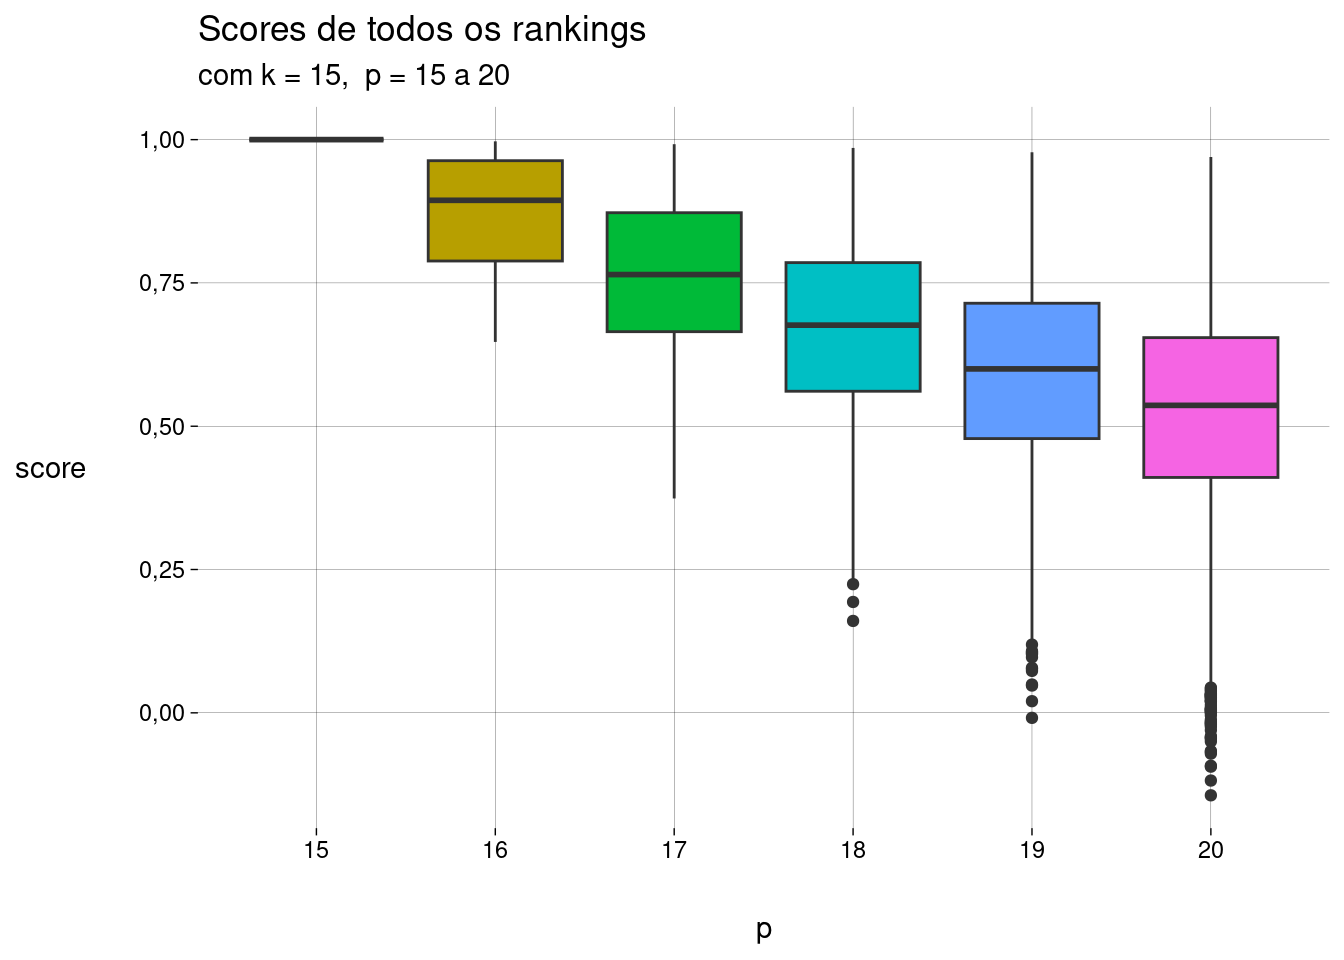 Scores de todos os rankings
com k = 15,  p = 15 a 20
1,00
0,75
0,50
score
0,25
0,00
15 16 17 18 19 20
p